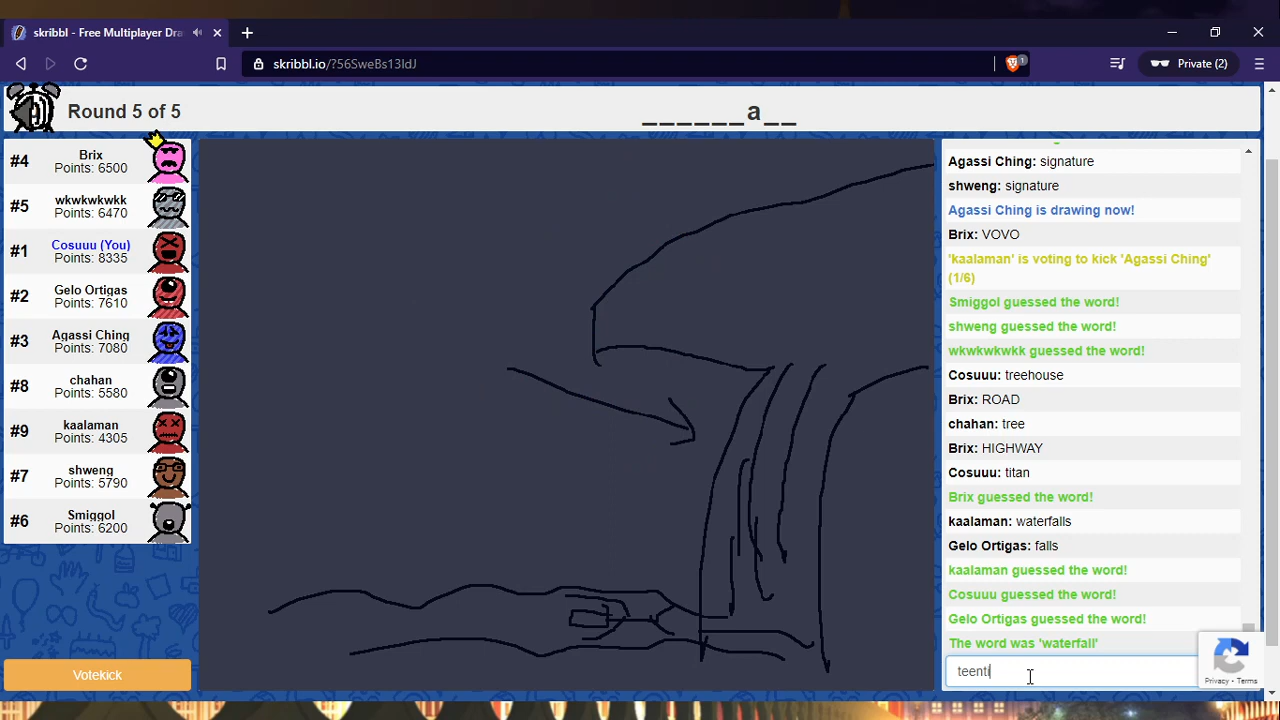 skribbl - Free Multiplayer Dra
skribbl.io/?56SweBs13IdJ
1
Private (2)
Round 5 of 5
______a__
#4
Brix
Points: 6500
#5
wkwkwkwkk
Points: 6470
#1
Cosuuu (You)
Points: 8335
#2
Gelo Ortigas
Points: 7610
#3
Agassi Ching
Points: 7080
#8
chahan
Points: 5580
#9
kaalaman
Points: 4305
#7
shweng
Points: 5790
#6
Smiggol
Points: 6200
Votekick
Agassi Ching: signature
shweng: signature
Agassi Ching is drawing now!
Brix: VOVO
'kaalaman' is voting to kick 'Agassi Ching'
(1/6)
Smiggol guessed the word!
shweng guessed the word!
wkwkwkwkk guessed the word!
Cosuuu: treehouse
Brix: ROAD
chahan: tree
Brix: HIGHWAY
Cosuuu: titan
Brix guessed the word!
kaalaman: waterfalls
Gelo Ortigas: falls
kaalaman guessed the word!
Cosuuu guessed the word!
Gelo Ortigas guessed the word!
The word was 'waterfall'
teenti
Privacy - Terms